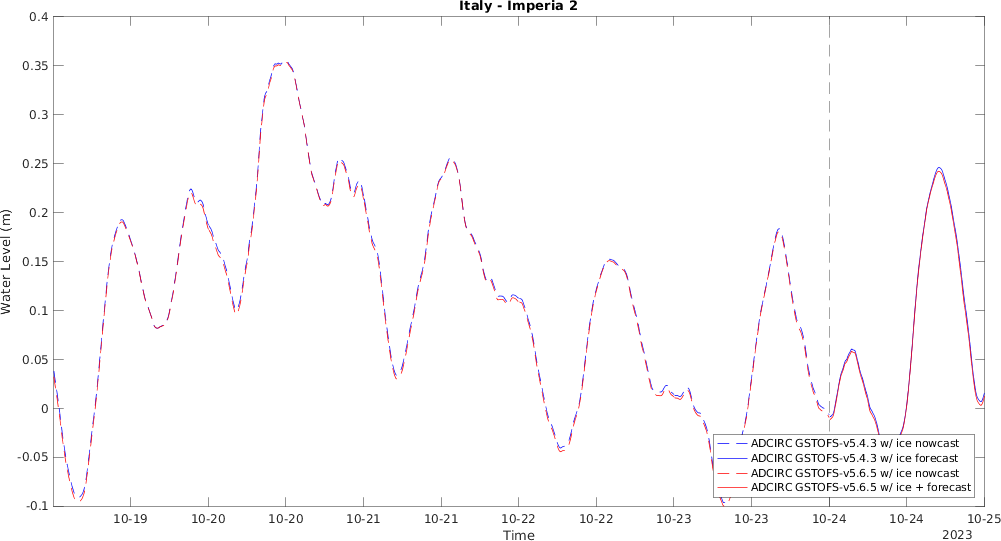 Italy - Imperia 2
0.4
0.35
0.3
0.25
0.2
0.15
0.1
0.05
0
-0.05
-0.1
Water Level (m)
ADCIRC GSTOFS-v5.4.3 w/ ice nowcast
ADCIRC GSTOFS-v5.4.3 w/ ice forecast
ADCIRC GSTOFS-v5.6.5 w/ ice nowcast
ADCIRC GSTOFS-v5.6.5 w/ ice + forecast
10-19 10-20 10-20 10-21 10-21 10-22 10-22 10-23 10-23 10-24 10-24 10-25
Time
2023